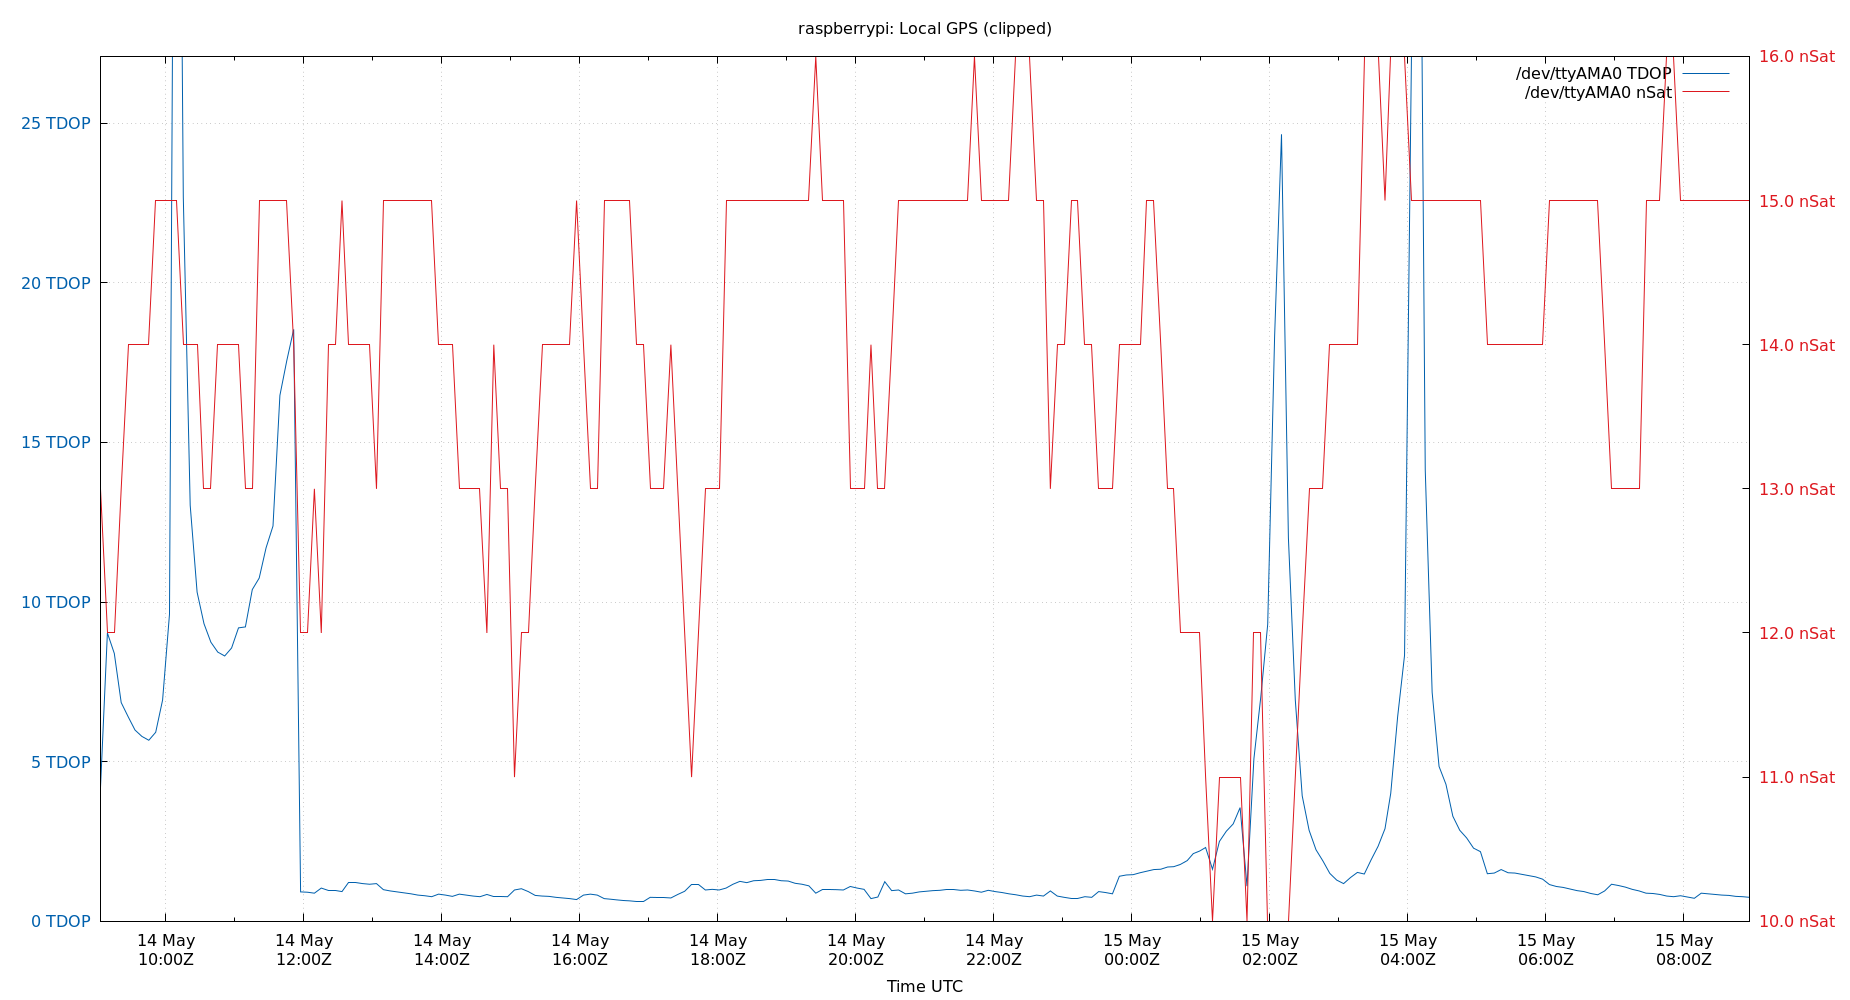 raspberrypi: Local GPS (clipped)
16.0 nSat
/dev/ttyAMA0 TDOP
/dev/ttyAMA0 nSat
25 TDOP
15.0 nSat
20 TDOP
14.0 nSat
15 TDOP
13.0 nSat
10 TDOP
12.0 nSat
5 TDOP
11.0 nSat
0 TDOP
10.0 nSat
14 May 14 May 14 May 14 May 14 May 14 May 14 May 15 May 15 May 15 May 15 May 15 May
10:00Z 12:00Z 14:00Z 16:00Z 18:00Z 20:00Z 22:00Z 00:00Z 02:00Z 04:00Z 06:00Z 08:00Z
Time UTC